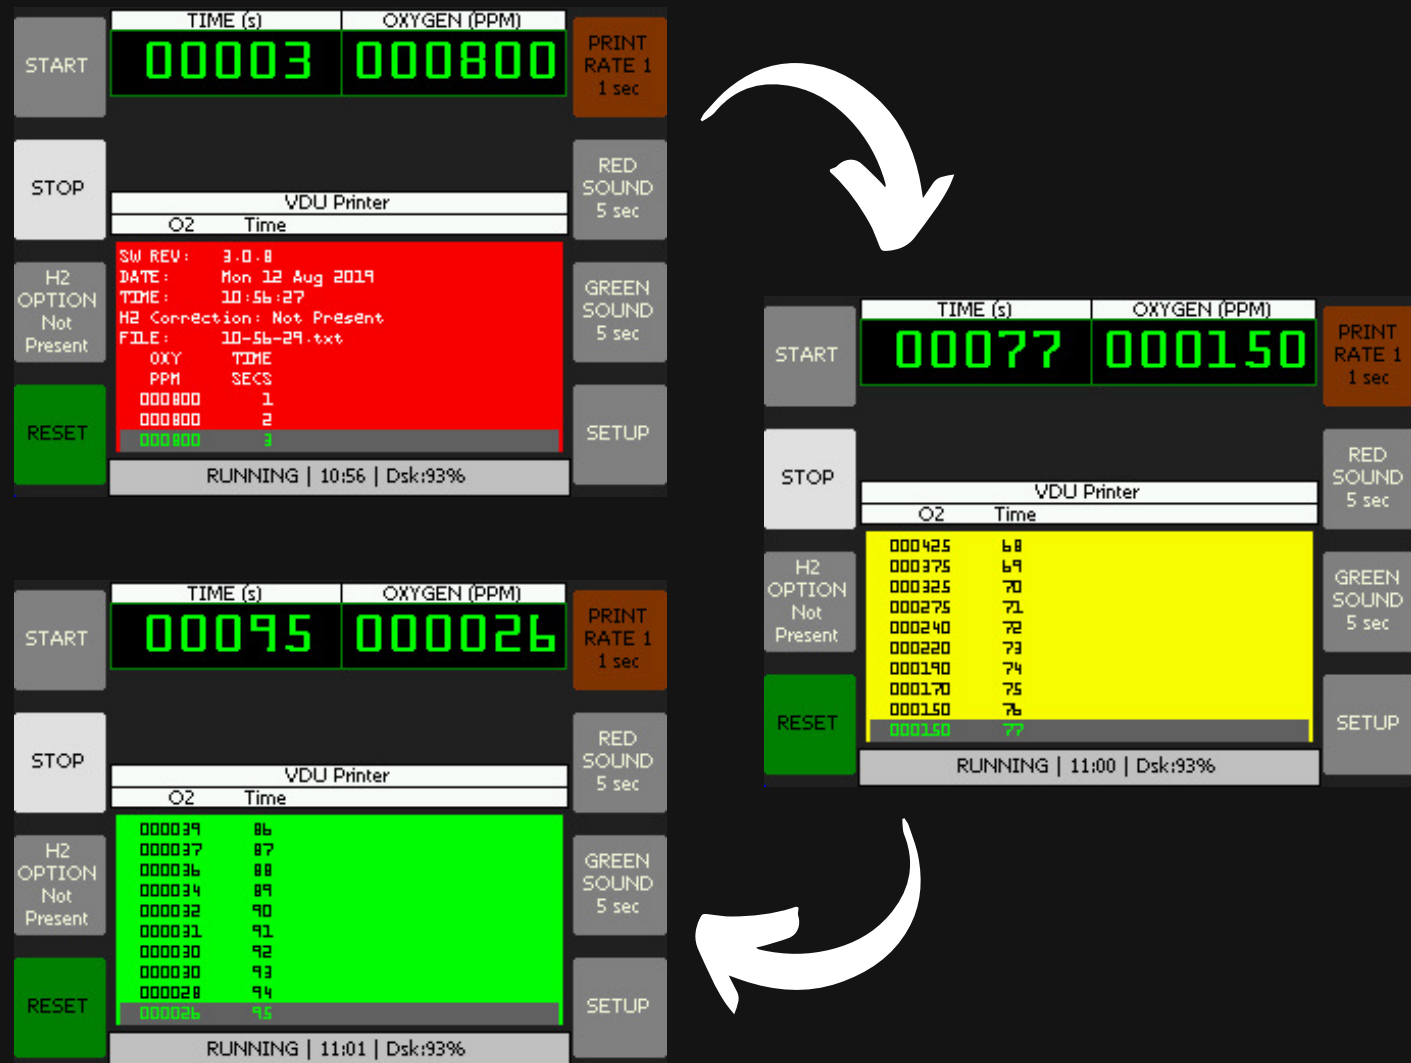 TIME (s) OXYGEN (PPM)
START 00003 000800 PRINT RATE 1 1 sec
STOP RED SOUND 5 sec
VDU Printer
O2 Time
H2 OPTION Not Present GREEN SOUND 5 sec
SW REV: 3.0.8
DATE: Mon 12 Aug 2019
TIME: 10:56:27
H2 Correction: Not Present
FILE: 10-56-29.txt
OXY TIME
PPM SECS
000800 1
000800 2
000800 3
RESET SETUP
RUNNING | 10:56 | Dsk:93%
TIME (s) OXYGEN (PPM)
START 00077 000150 PRINT RATE 1 1 sec
STOP RED SOUND 5 sec
VDU Printer
O2 Time
H2 OPTION Not Present GREEN SOUND 5 sec
000425 68
000375 69
000325 70
000275 71
000240 72
000220 73
000190 74
000170 75
000150 76
000150 77
RESET SETUP
RUNNING | 11:00 | Dsk:93%
TIME (s) OXYGEN (PPM)
START 00095 000026 PRINT RATE 1 1 sec
STOP RED SOUND 5 sec
VDU Printer
O2 Time
H2 OPTION Not Present GREEN SOUND 5 sec
000039 86
000037 87
000036 88
000034 89
000032 90
000031 91
000030 92
000030 93
000028 94
000026 95
RESET SETUP
RUNNING | 11:01 | Dsk:93%